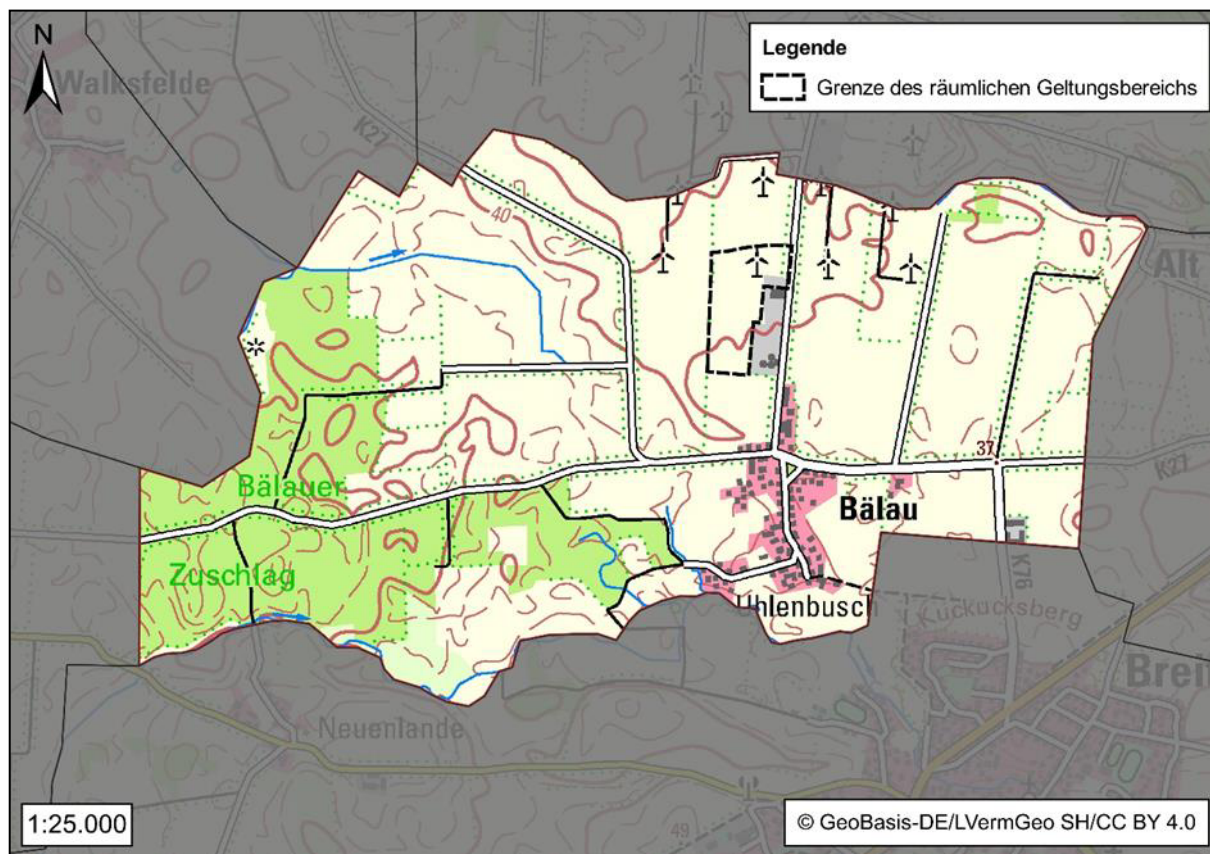 N
Legende
Grenze des räumlichen Geltungsbereichs
Walksfelde
K27
40
Alt
37
K27
Bälauer
Bälau
Zuschlag
Uhlenbusch
K76
Kuckucksberg
Neuenlande
49
1:25.000
© GeoBasis-DE/LVermGeo SH/CC BY 4.0